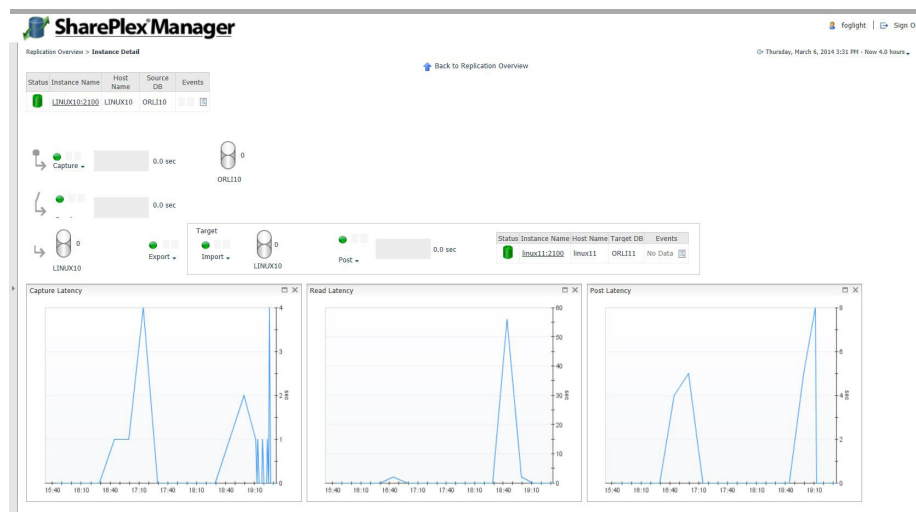 SharePlex Manager
foglight | Sign O
Replication Overview > Instance Detail
Thursday, March 6, 2014 3:31 PM - Now 4.0 hours
Back to Replication Overview
Status Instance Name Host Name Source DB Events
LINUX10:2100 LINUX10 ORLI10
Capture 0.0 sec 0
ORLI10
0.0 sec
Target
0
LINUX10
Export
Import
0
LINUX10
Post
0.0 sec
Status Instance Name Host Name Target DB Events
linux11:2100 linux11 ORLI11 No Data
Capture Latency
4
3
2
1
0
sec
15:40 16:10 16:40 17:10 17:40 18:10 18:40 19:10
Read Latency
60
50
40
30
20
10
0
sec
15:40 16:10 16:40 17:10 17:40 18:10 18:40 19:10
Post Latency
8
6
4
2
0
sec
15:40 16:10 16:40 17:10 17:40 18:10 18:40 19:10